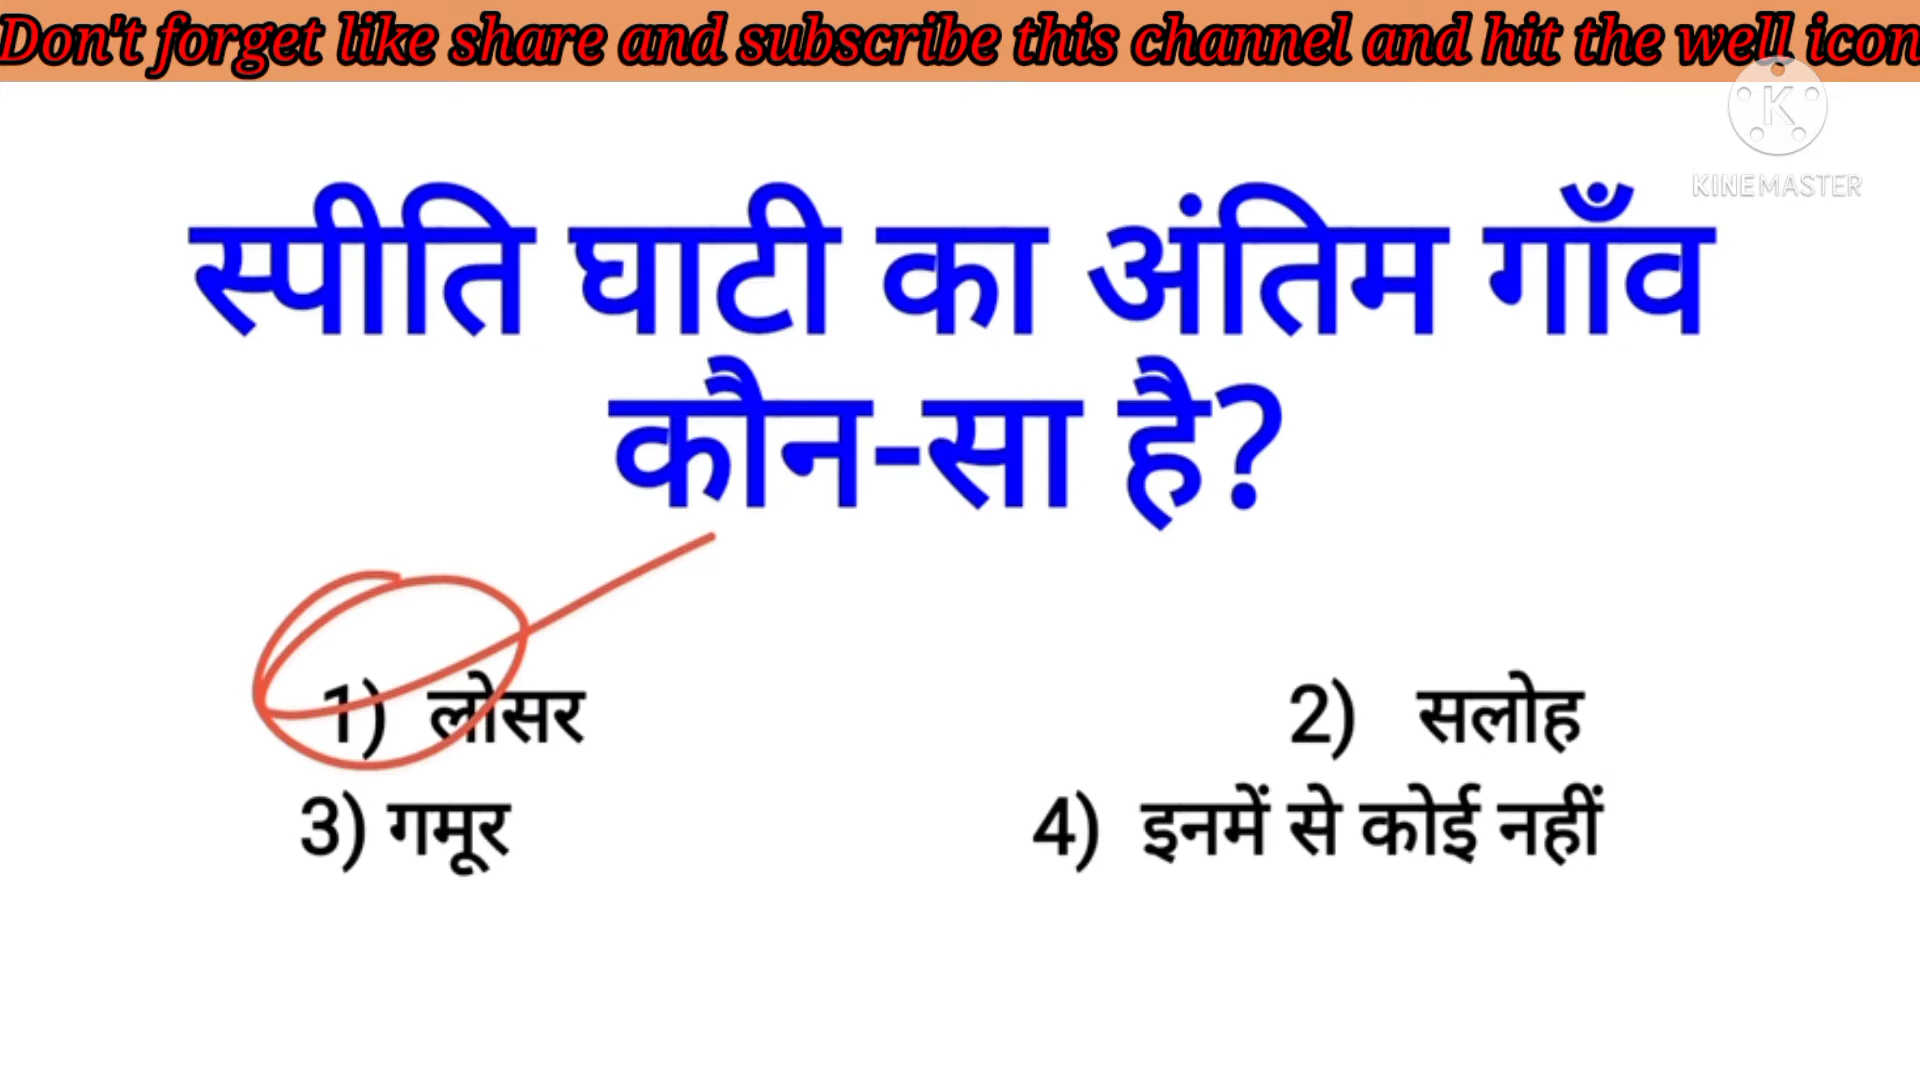 Don't forget like share and subscribe this channel and hit the well icon
KINEMASTER
स्पीति घाटी का अंतिम गाँव
कौन-सा है?
1) लोसर 2) सलोह
3) गमूर 4) इनमें से कोई नहीं